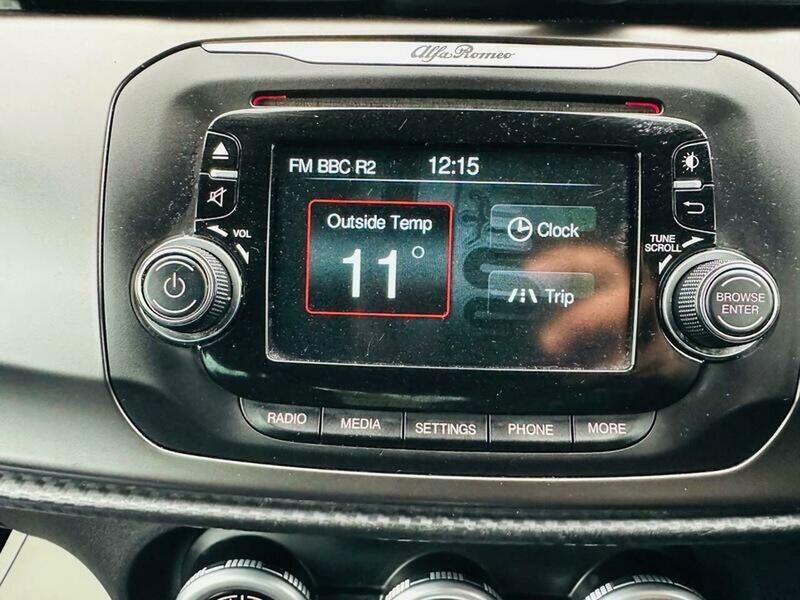 Alfa Romeo
FM BBC R2 12:15
VOL
Outside Temp
11°
Clock
Trip
TUNE
SCROLL
BROWSE
ENTER
RADIO MEDIA SETTINGS PHONE MORE